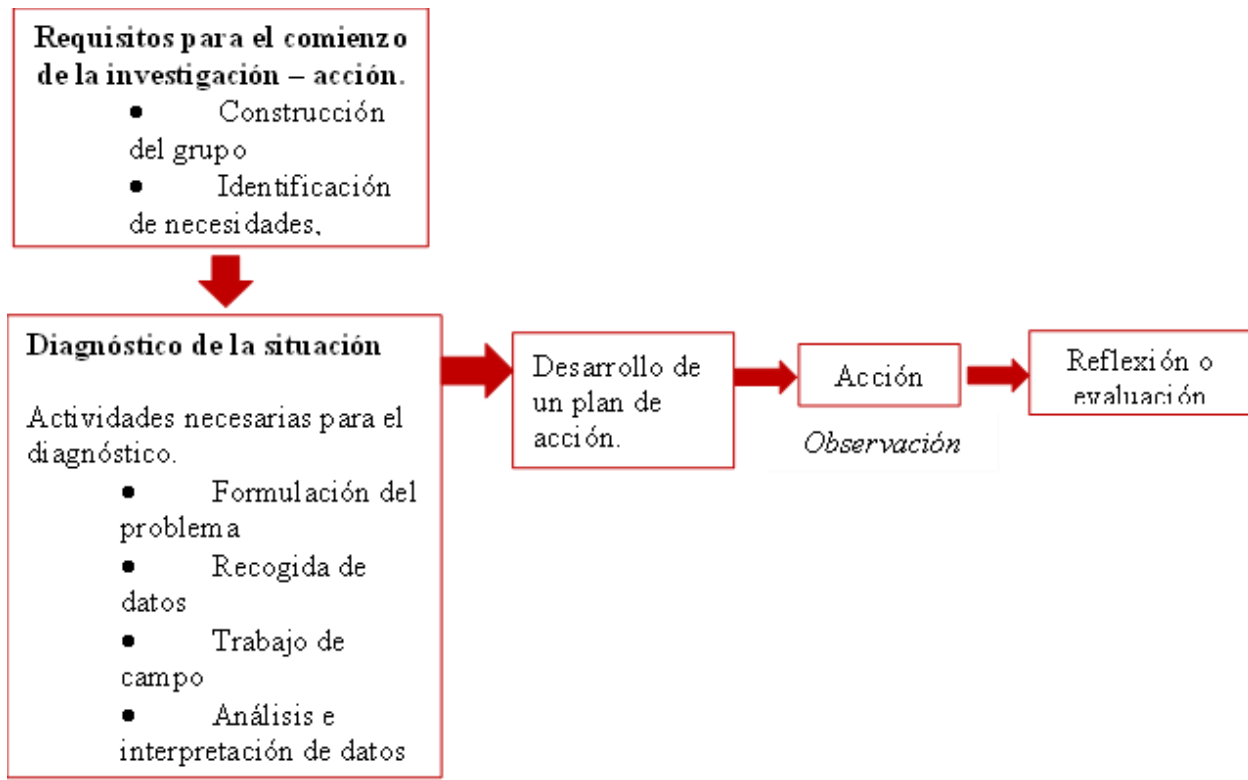 Requisitos para el comienzo
de la investigación – acción.
● Construcción
del grupo
● Identificación
de necesidades,
Diagnóstico de la situación
Actividades necesarias para el
diagnóstico.
● Formulación del
problema
● Recogida de
datos
● Trabajo de
campo
● Análisis e
interpretación de datos
Desarrollo de
un plan de
acción.
Acción
Observación
Reflexión o
evaluación